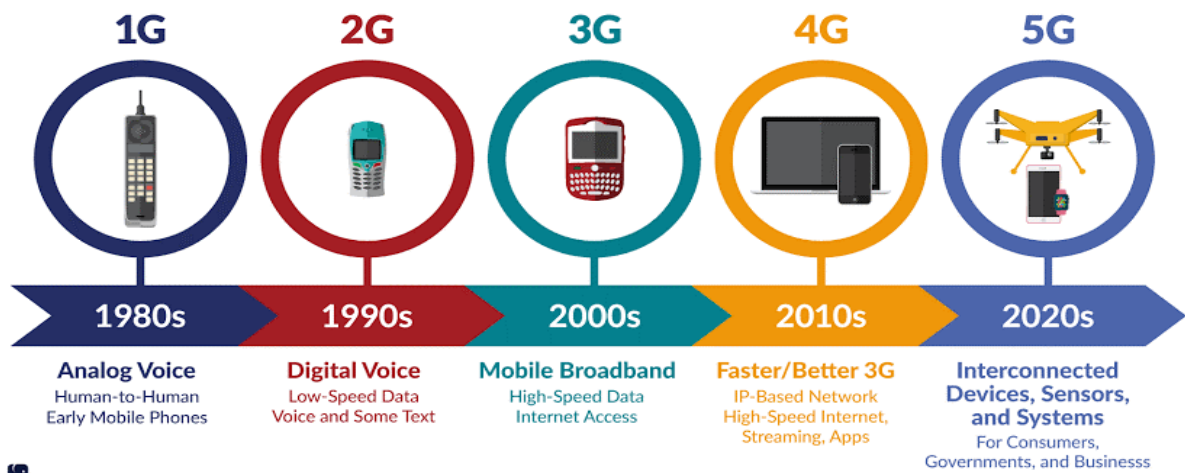 1G
2G
3G
4G
5G
1980s
1990s
2000s
2010s
2020s
Analog Voice
Human-to-Human
Early Mobile Phones
Digital Voice
Low-Speed Data
Voice and Some Text
Mobile Broadband
High-Speed Data
Internet Access
Faster/Better 3G
IP-Based Network
High-Speed Internet,
Streaming, Apps
Interconnected
Devices, Sensors,
and Systems
For Consumers,
Governments, and Businesss